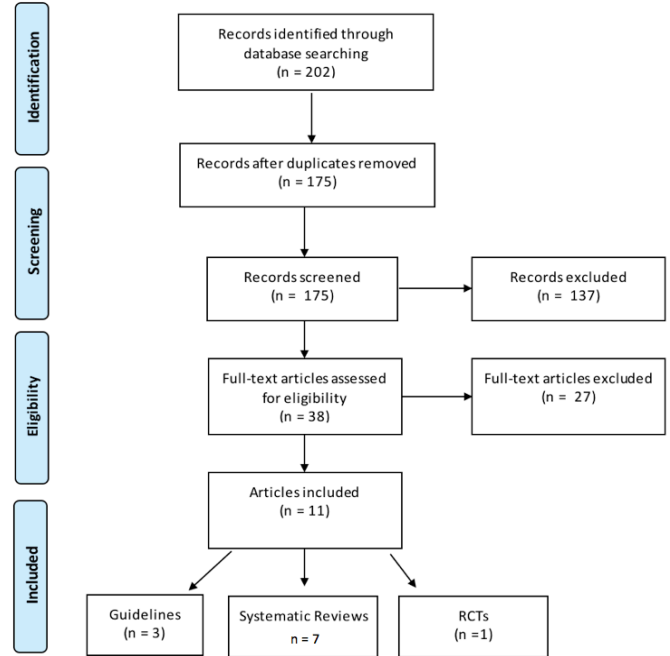 Identification
Records identified through
database searching
(n = 202)
Records after duplicates removed
(n = 175)
Screening
Records screened
(n = 175)
Records excluded
(n = 137)
Eligibility
Full-text articles assessed
for eligibility
(n = 38)
Full-text articles excluded
(n = 27)
Included
Articles included
(n = 11)
Guidelines
(n = 3)
Systematic Reviews
n = 7
RCTs
(n =1)